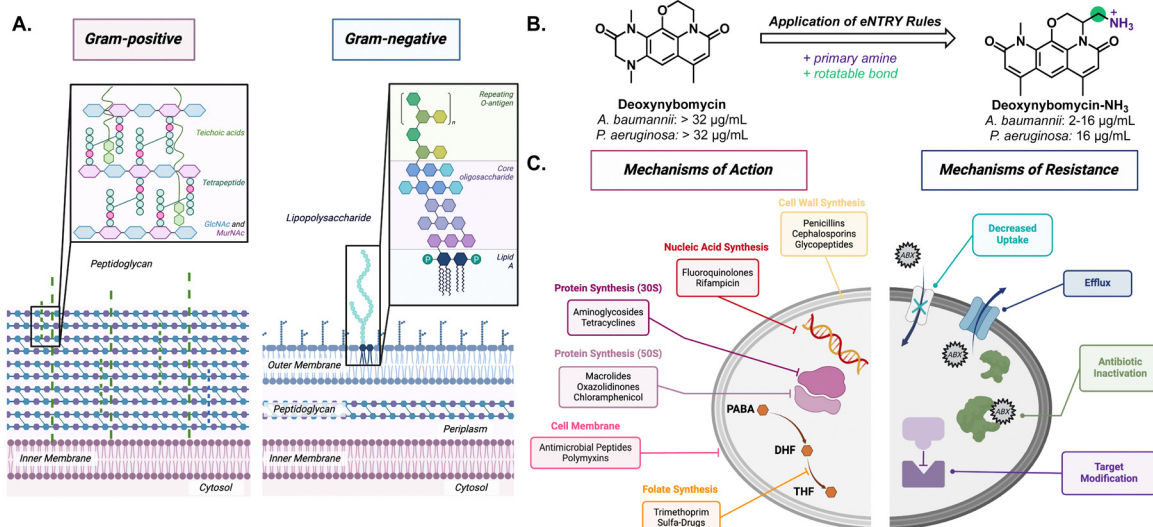 A.
Gram-positive
Gram-negative
Teichoic acids
Tetrapeptide
GlcNAc and
MurNAc
Peptidoglycan
Inner Membrane
Cytosol
Repeating
O-antigen
n
Core
oligosaccharide
Lipid
A
P
P
Lipopolysaccharide
Outer Membrane
Peptidoglycan
Periplasm
Inner Membrane
Cytosol
B.
O
O
N
N
N
O
Deoxynybomycin
A. baumannii: > 32 µg/mL
P. aeruginosa: > 32 µg/mL
Application of eNTRY Rules
+ primary amine
+ rotatable bond
O
O
N
N
O
+
NH3
Deoxynybomycin-NH3
A. baumannii: 2-16 µg/mL
P. aeruginosa: 16 µg/mL
C.
Mechanisms of Action
Mechanisms of Resistance
Cell Wall Synthesis
Penicillins
Cephalosporins
Glycopeptides
Nucleic Acid Synthesis
Fluoroquinolones
Rifampicin
Protein Synthesis (30S)
Aminoglycosides
Tetracyclines
Protein Synthesis (50S)
Macrolides
Oxazolidinones
Chloramphenicol
Cell Membrane
Antimicrobial Peptides
Polymyxins
Folate Synthesis
Trimethoprim
Sulfa-Drugs
PABA
DHF
THF
ABX
Decreased
Uptake
Efflux
ABX
Antibiotic
Inactivation
ABX
Target
Modification